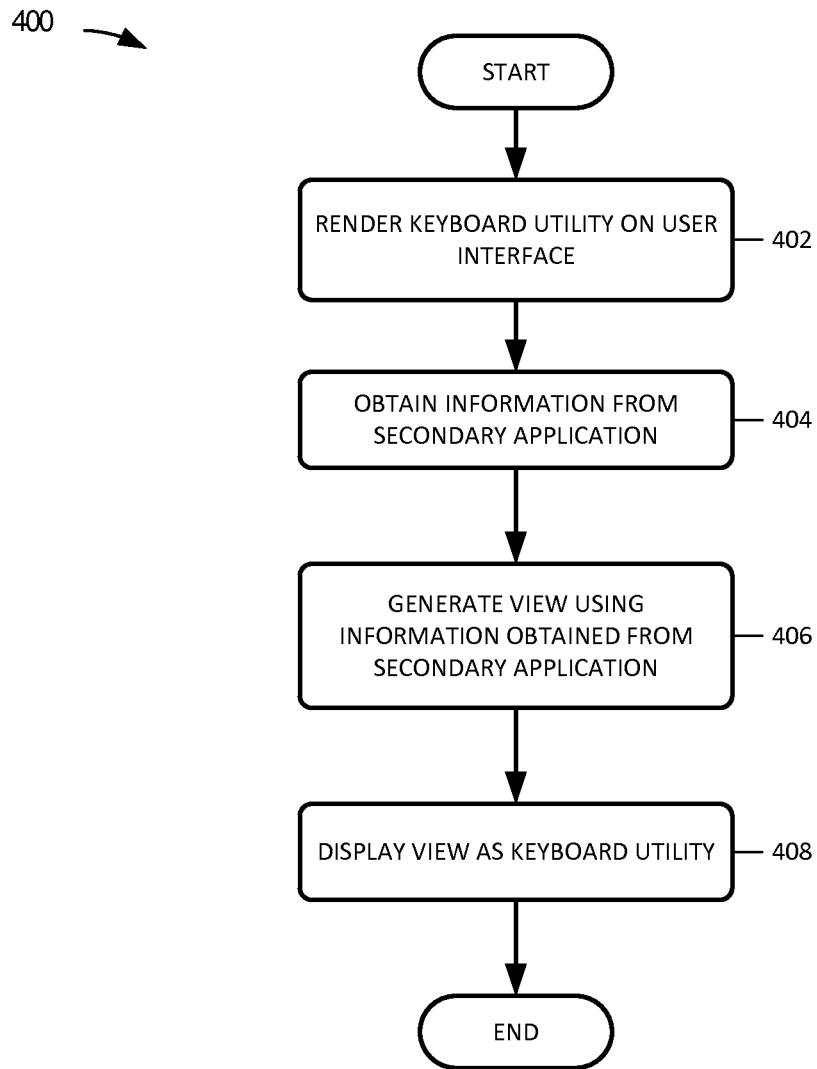 400
START
RENDER KEYBOARD UTILITY ON USER
INTERFACE
402
OBTAIN INFORMATION FROM
SECONDARY APPLICATION
404
GENERATE VIEW USING
INFORMATION OBTAINED FROM
SECONDARY APPLICATION
406
DISPLAY VIEW AS KEYBOARD UTILITY
408
END